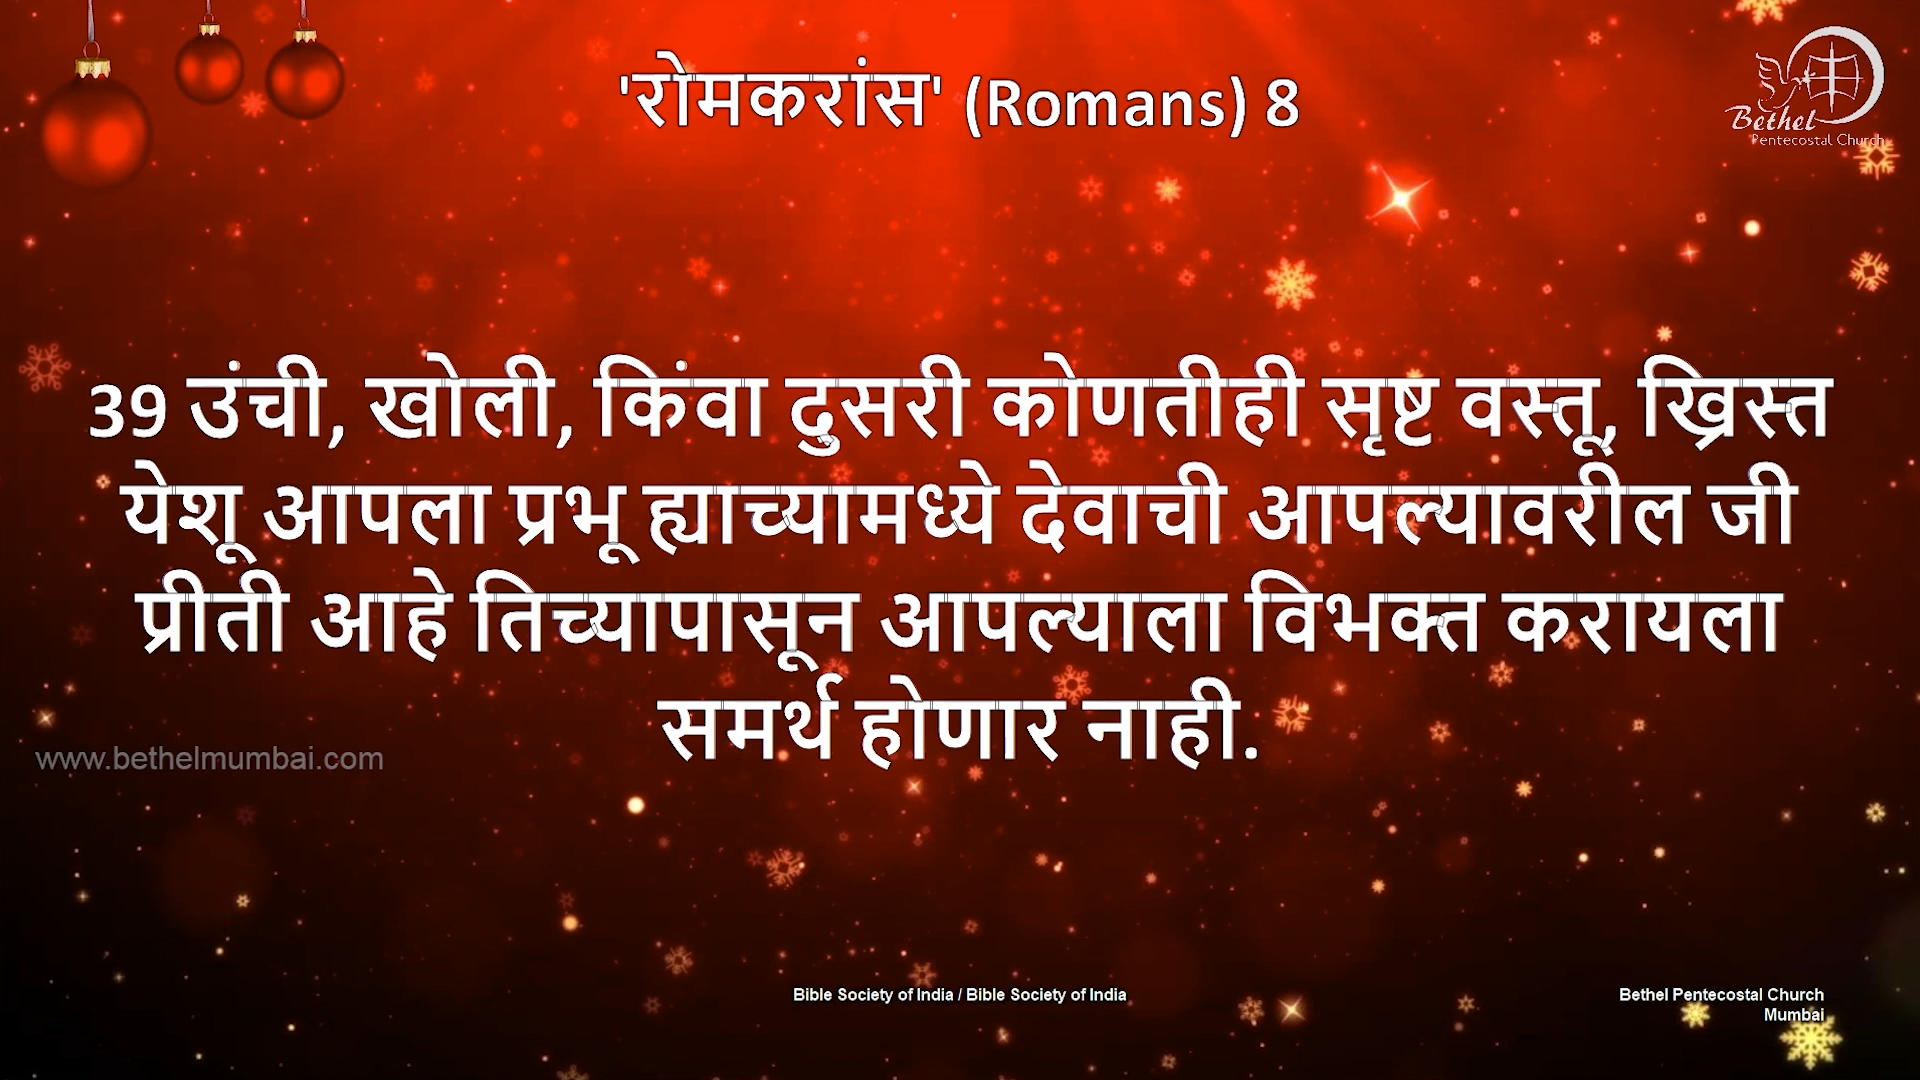 'रोमकरांस' (Romans) 8
Bethel
Pentecostal Church
39 उंची, खोली, किंवा दुसरी कोणतीही सृष्ट वस्तू, ख्रिस्त
येशू आपला प्रभू ह्याच्यामध्ये देवाची आपल्यावरील जी
प्रीती आहे तिच्यापासून आपल्याला विभक्त करायला
समर्थ होणार नाही.
www.bethelmumbai.com
Bible Society of India / Bible Society of India
Bethel Pentecostal Church
Mumbai